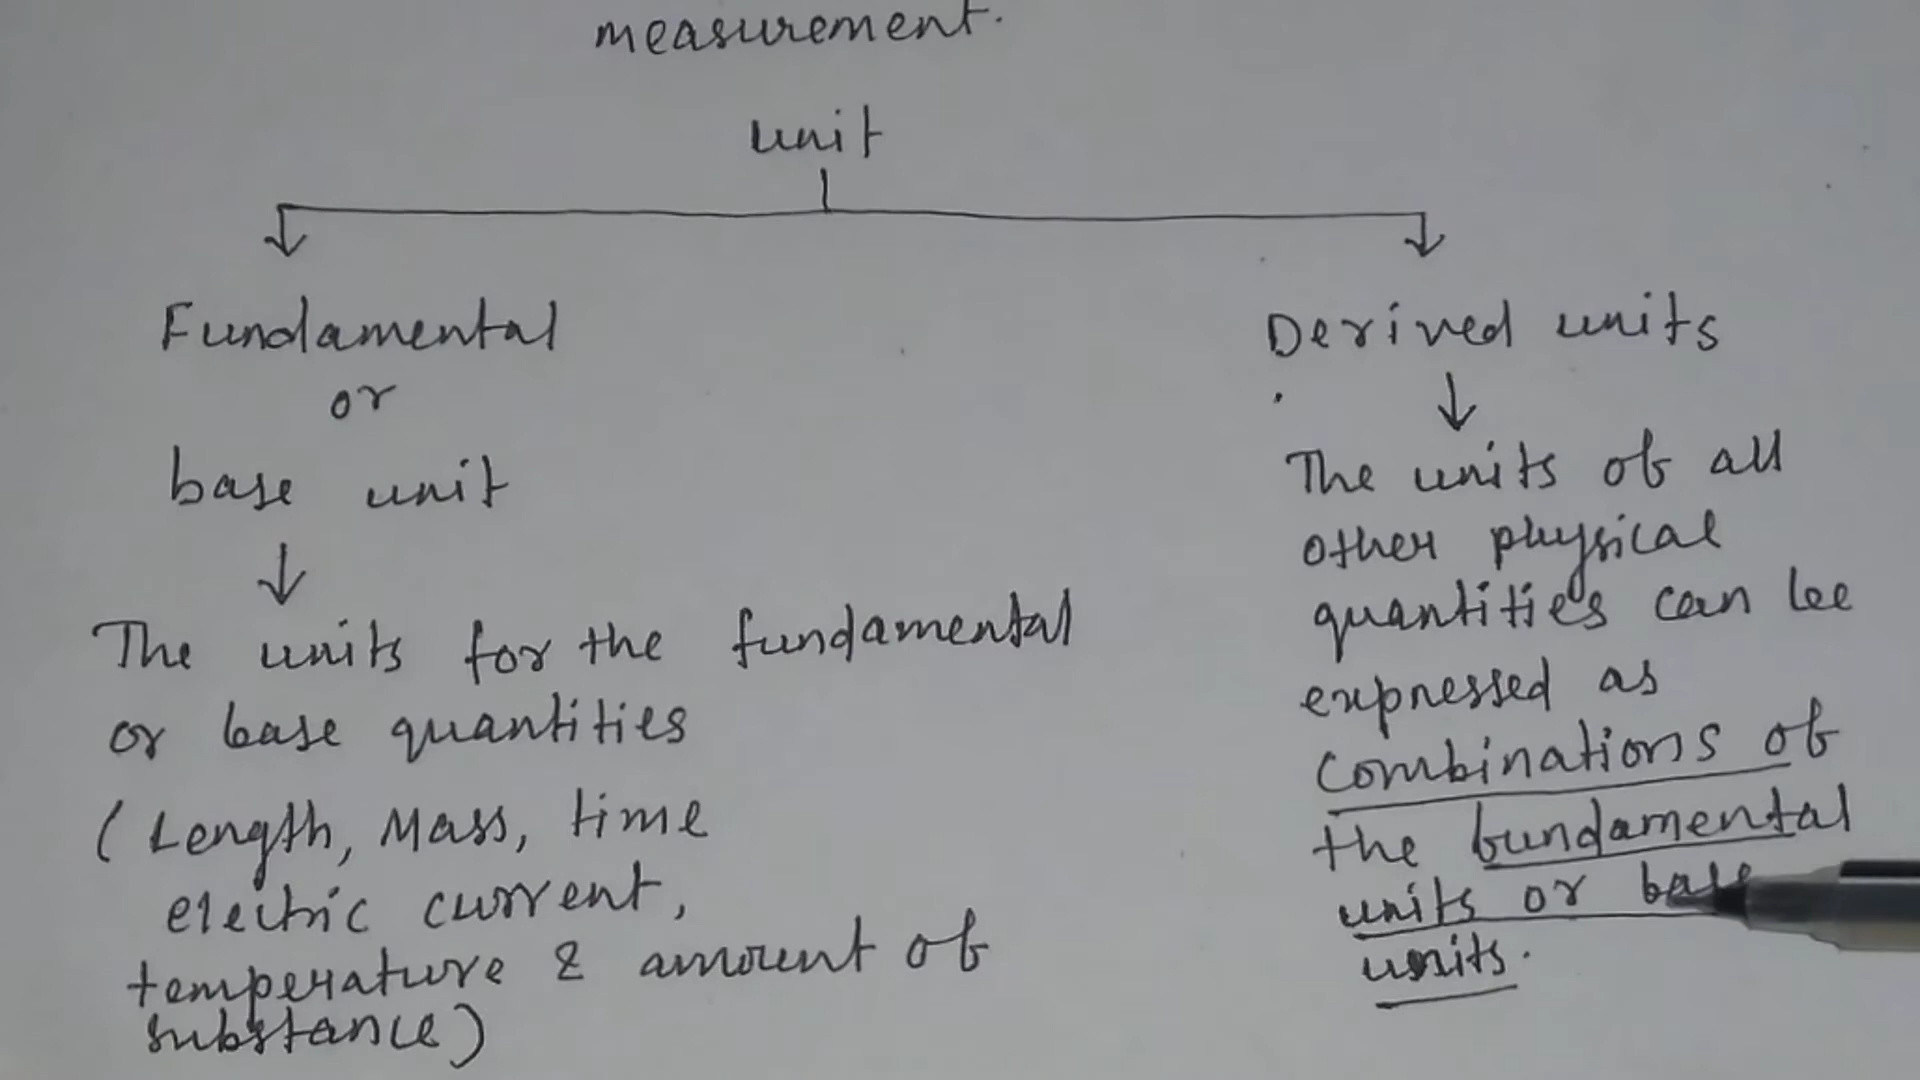 measurement.
unit
Fundamental
or
base unit
The units for the fundamental
or base quantities
(Length, Mass, time
electric current,
temperature & amount of
substance)
Derived units
The units of all
other physical
quantities can be
expressed as
combinations of
the fundamental
units or base
units.